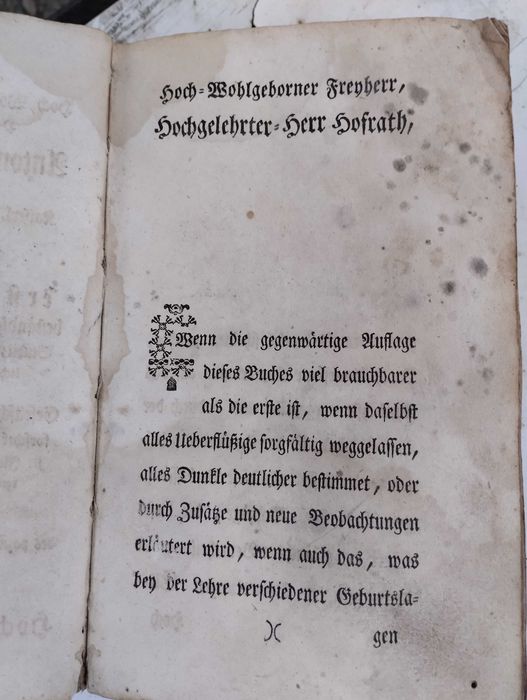 Hoch-Wohlgeborner Freyherr,
Hochgelehrter-Herr Hofrath,
Wenn die gegenwärtige Auflage
dieses Buches viel brauchbarer
als die erste ist, wenn daselbst
alles Ueberflüßige sorgfältig weggelassen,
alles Dunkle deutlicher bestimmet, oder
durch Zusätze und neue Beobachtungen
erläutert wird, wenn auch das, was
bey der Lehre verschiedener Geburtsla-
)(
gen